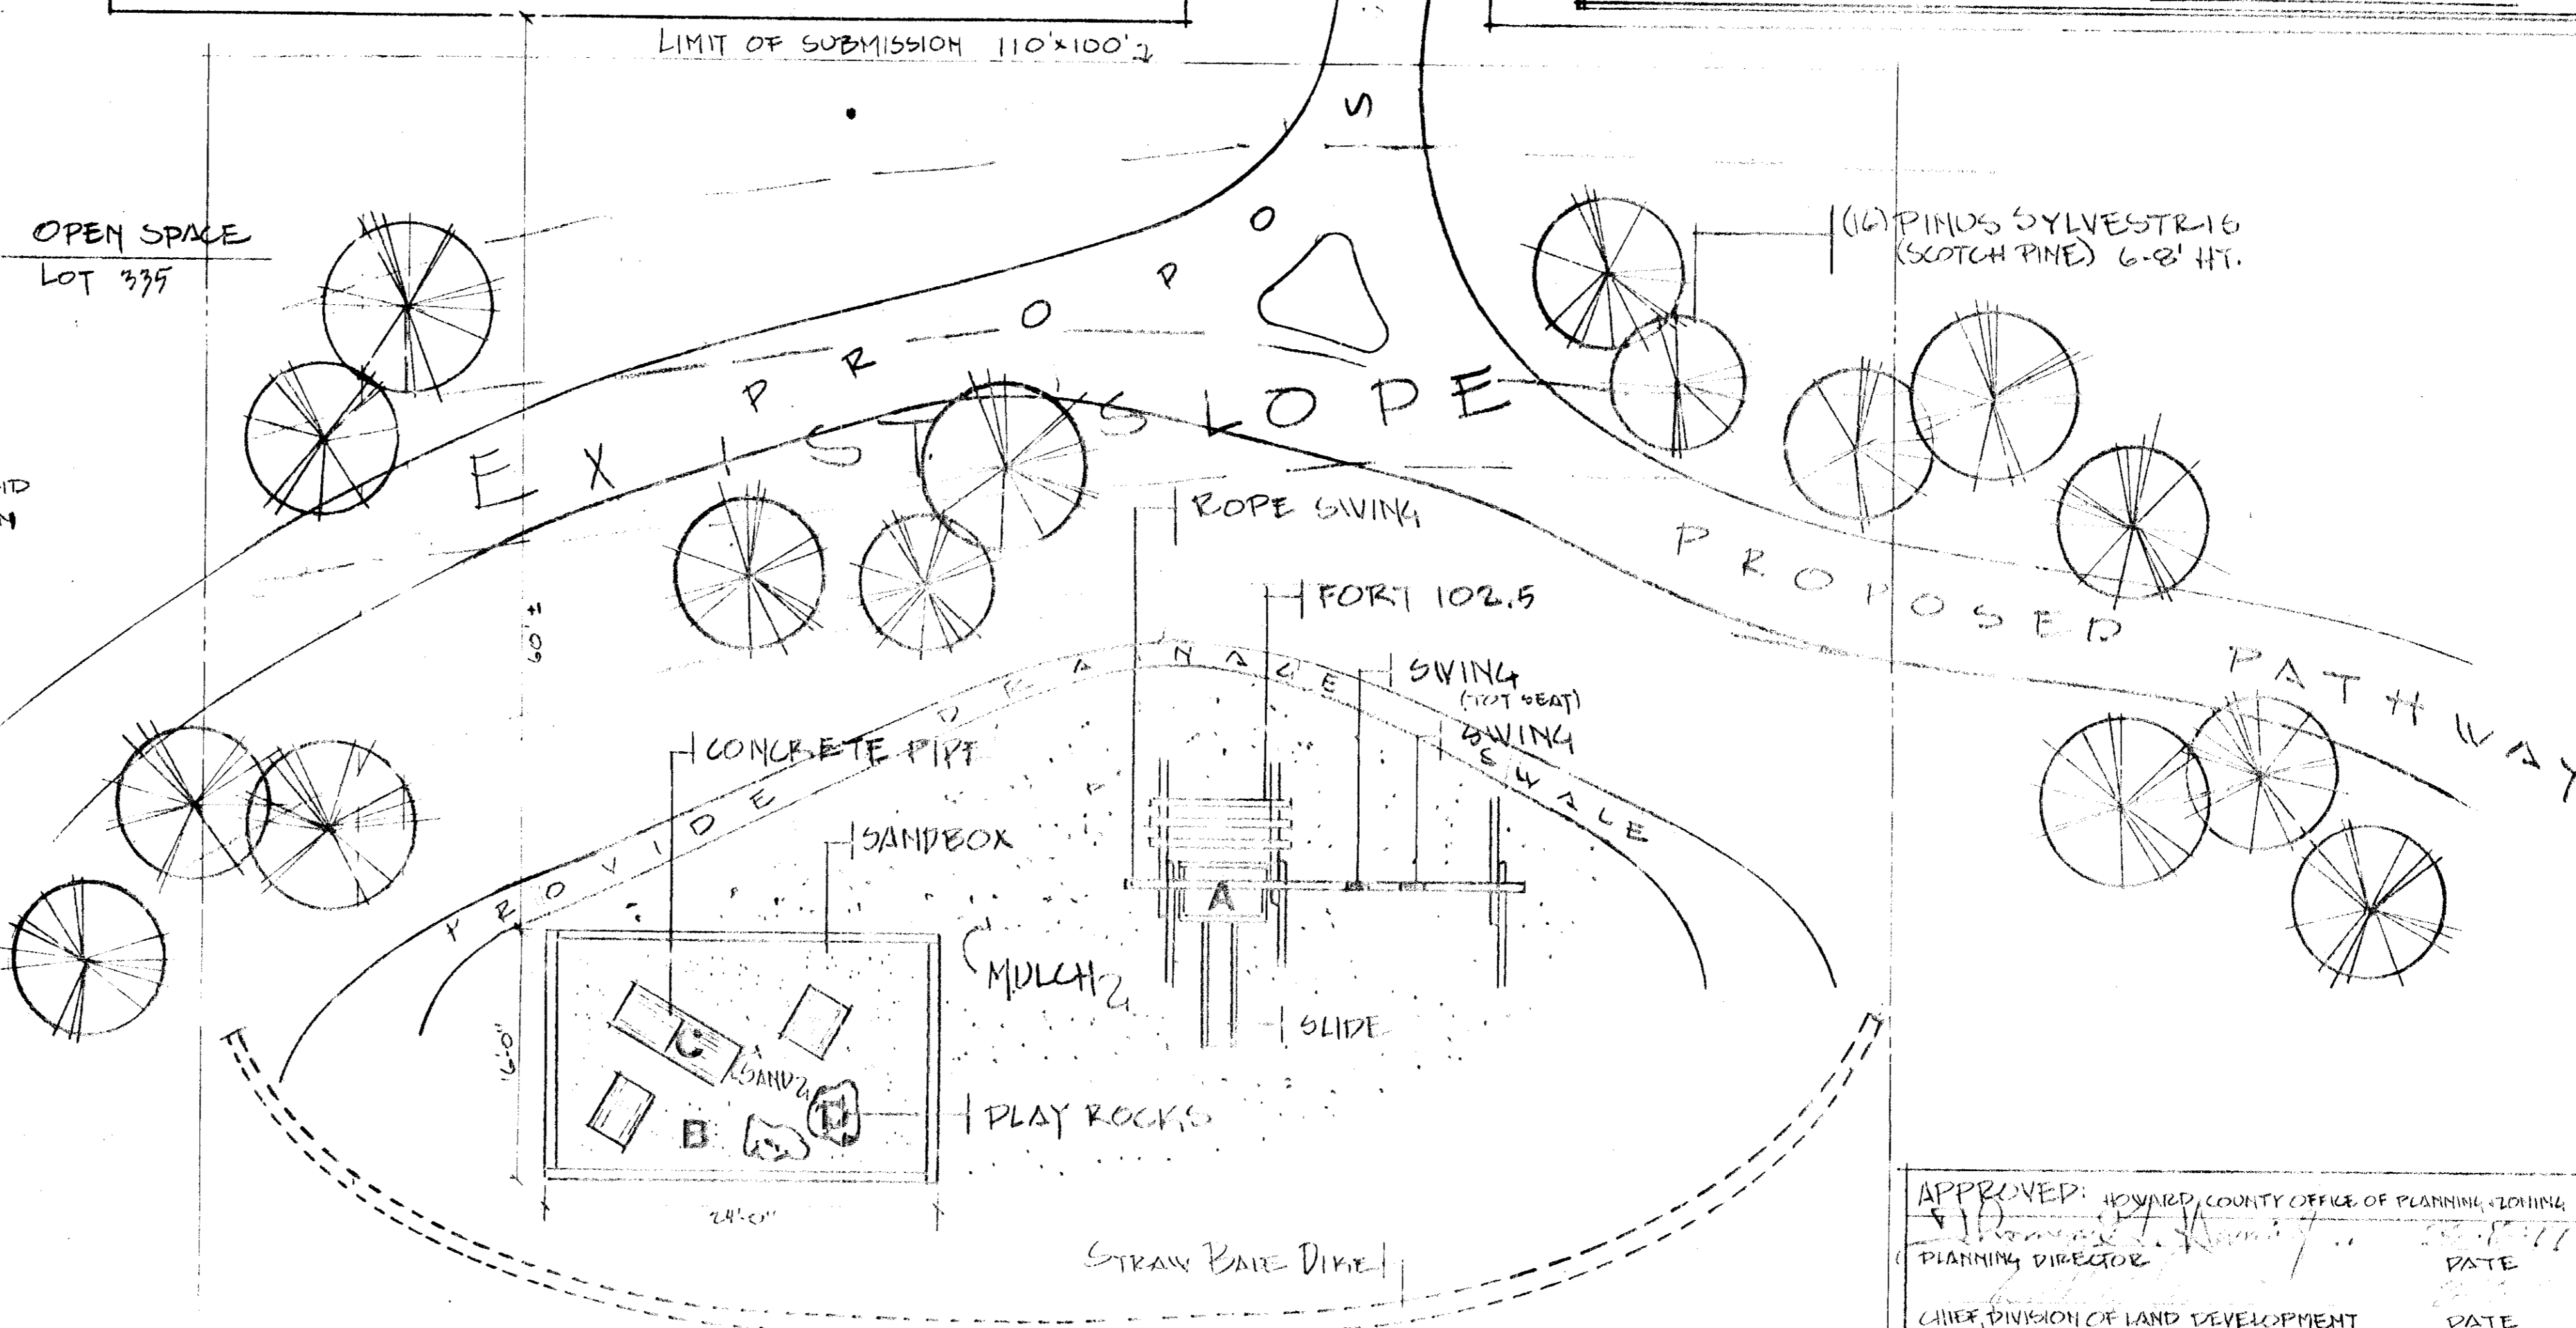 LIMIT OF SUBMISSION 110'x100'±
OPEN SPACE
LOT 335
(16) PINUS SYLVESTRIS
(SCOTCH PINE) 6-8' HT.
PROPOS
EXIST'S SLOPE
ROPE SWING
PROPOSED PATHWAY
FORT 102.5
60'±
SWING
(TOT SEAT)
SWING
PROVIDE DRAINAGE SWALE
CONCRETE PIPE
SANDBOX
A
MULCH
SLIDE
16'-0"
C
SAND
B
PLAY ROCKS
24'-0"
STRAW BALE DIKE
APPROVED: HOWARD COUNTY OFFICE OF PLANNING & ZONING
PLANNING DIRECTOR DATE
CHIEF, DIVISION OF LAND DEVELOPMENT DATE